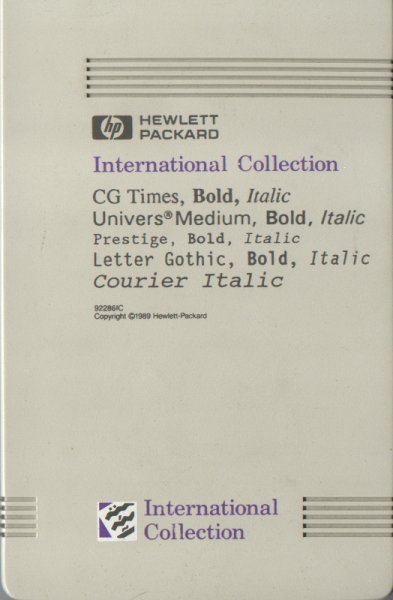 hp HEWLETT
PACKARD
International Collection
CG Times, Bold, Italic
Univers® Medium, Bold, Italic
Prestige, Bold, Italic
Letter Gothic, Bold, Italic
Courier Italic
92286IC
Copyright ©1989 Hewlett-Packard
International
Collection